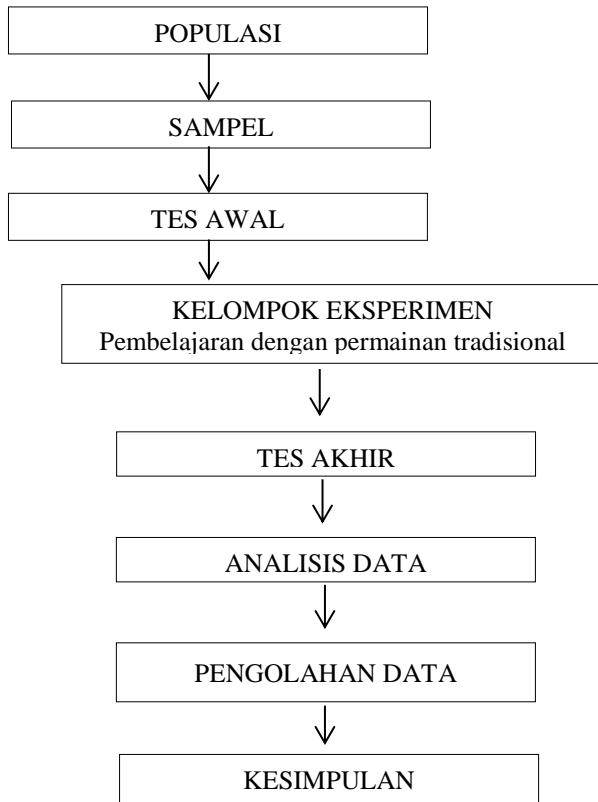 POPULASI
SAMPEL
TES AWAL
KELOMPOK EKSPERIMEN
Pembelajaran dengan permainan tradisional
TES AKHIR
ANALISIS DATA
PENGOLAHAN DATA
KESIMPULAN